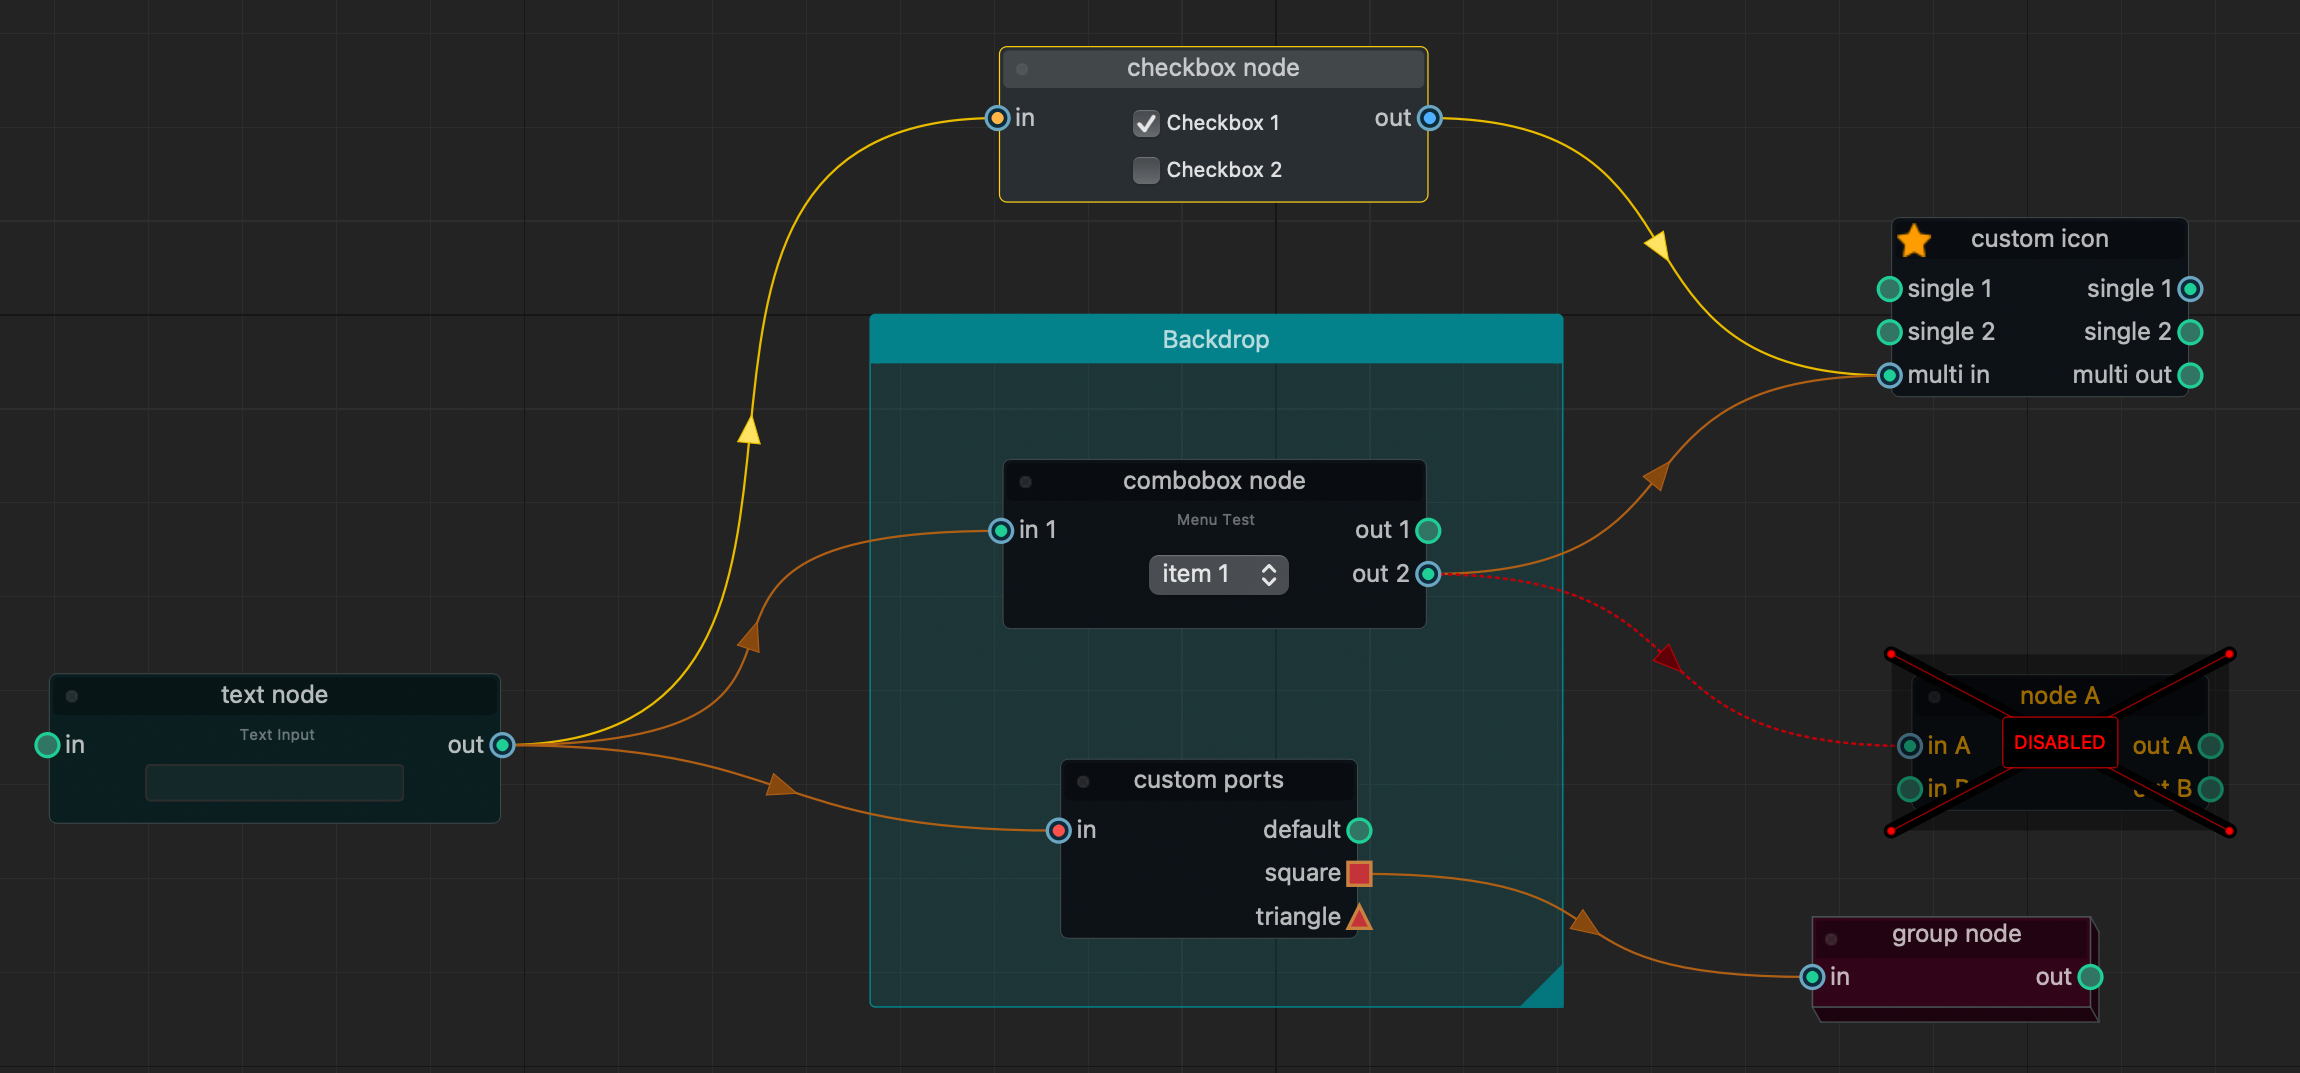 checkbox node
in
Checkbox 1
out
Checkbox 2
custom icon
single 1
single 1
single 2
single 2
multi in
multi out
Backdrop
combobox node
Menu Test
in 1
out 1
item 1
out 2
text node
Text Input
in
out
node A
in A
DISABLED
out A
in
B
custom ports
in
default
square
triangle
group node
in
out